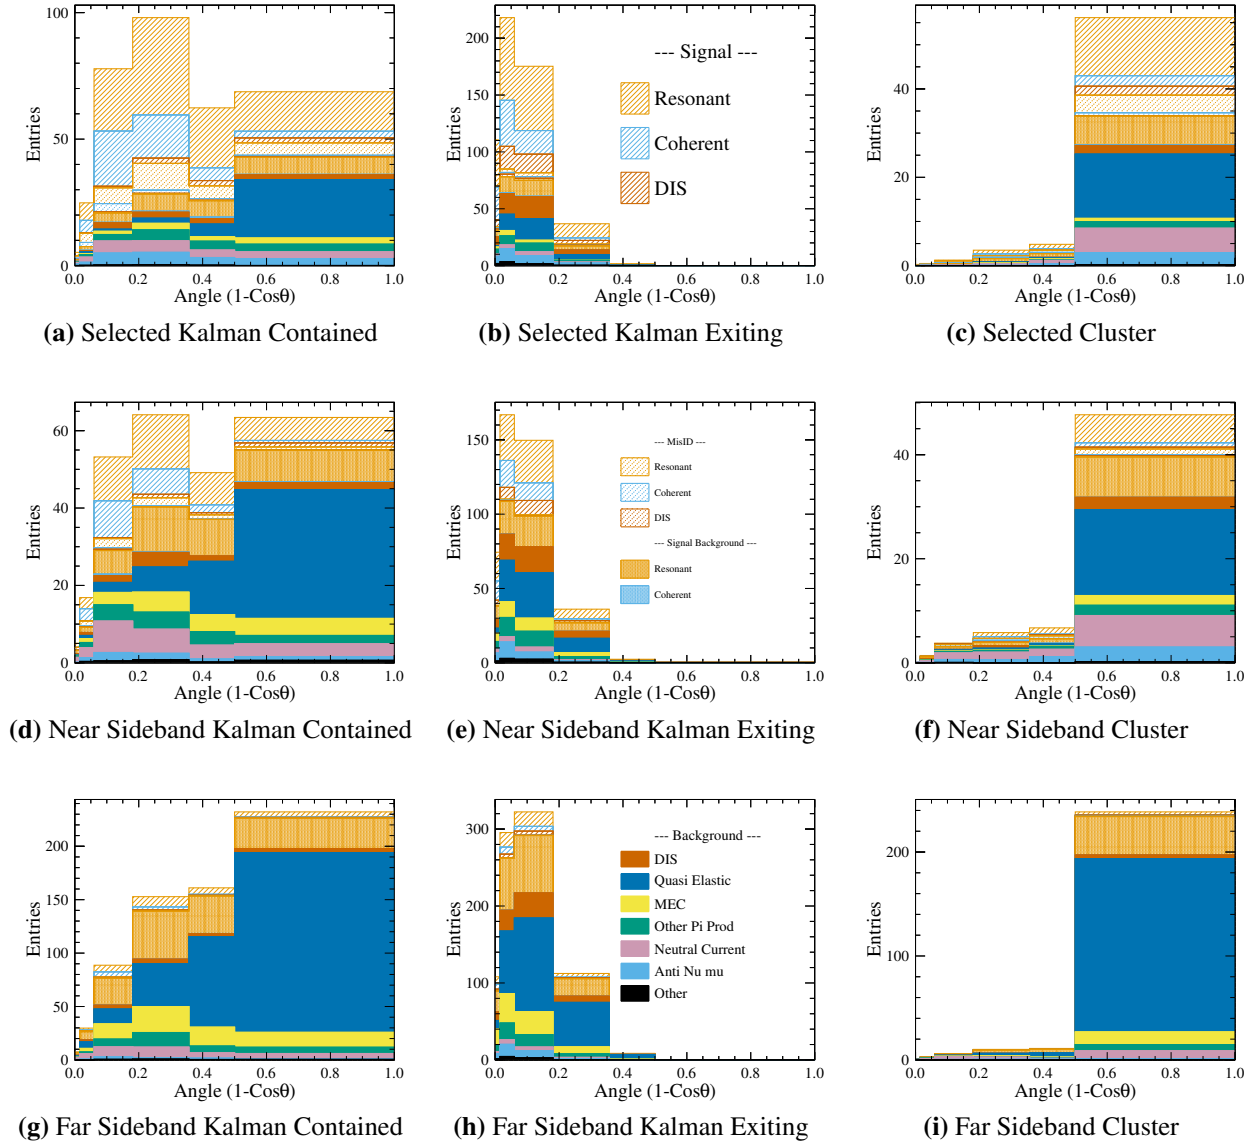 100
50
0
0.0 0.2 0.4 0.6 0.8 1.0
Entries
Angle (1-Cosθ)
(a) Selected Kalman Contained
200
150
100
50
0
0.0 0.2 0.4 0.6 0.8 1.0
Entries
Angle (1-Cosθ)
--- Signal ---
Resonant
Coherent
DIS
(b) Selected Kalman Exiting
40
20
0
0.0 0.2 0.4 0.6 0.8 1.0
Entries
Angle (1-Cosθ)
(c) Selected Cluster
60
40
20
0
0.0 0.2 0.4 0.6 0.8 1.0
Entries
Angle (1-Cosθ)
(d) Near Sideband Kalman Contained
150
100
50
0
0.0 0.2 0.4 0.6 0.8 1.0
Entries
Angle (1-Cosθ)
--- MisID ---
Resonant
Coherent
DIS
--- Signal Background ---
Resonant
Coherent
(e) Near Sideband Kalman Exiting
40
20
0
0.0 0.2 0.4 0.6 0.8 1.0
Entries
Angle (1-Cosθ)
(f) Near Sideband Cluster
200
150
100
50
0
0.0 0.2 0.4 0.6 0.8 1.0
Entries
Angle (1-Cosθ)
(g) Far Sideband Kalman Contained
300
200
100
0
0.0 0.2 0.4 0.6 0.8 1.0
Entries
Angle (1-Cosθ)
--- Background ---
DIS
Quasi Elastic
MEC
Other Pi Prod
Neutral Current
Anti Nu mu
Other
(h) Far Sideband Kalman Exiting
200
100
0
0.0 0.2 0.4 0.6 0.8 1.0
Entries
Angle (1-Cosθ)
(i) Far Sideband Cluster